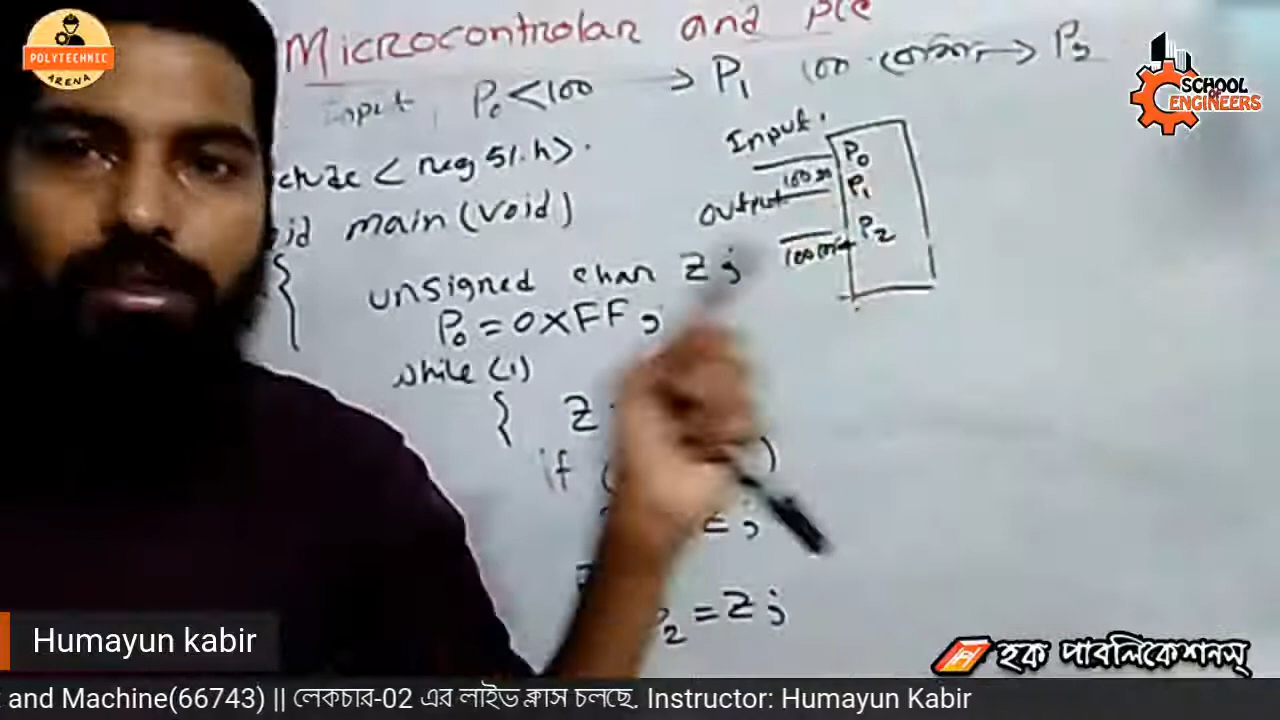 POLYTECHNIC
ARENA
Microcontrolar and PLC
Input, P0 <100 → P1 100 → P2
SCHOOL
OF
ENGINEERS
Input.
P0
clude < reg 51.h>.
P1
Output
id main (void)
P2
{
unsigned char Z;
P0 = 0XFF;
while (1)
{ Z
if ( )
;
P2 = Z;
Humayun kabir
হক পাবলিকেশনস্
and Machine(66743) || লেকচার-02 এর লাইভ ক্লাস চলছে. Instructor: Humayun Kabir